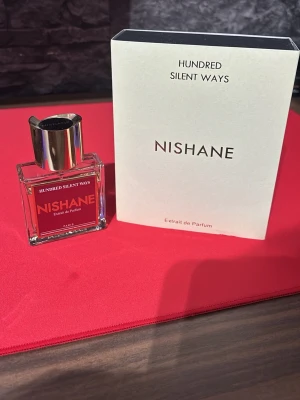 HUNDRED
SILENT WAYS
NISHANE
Extrait de Parfum
HUNDRED SILENT WAYS
NISHANE
Extrait de Parfum